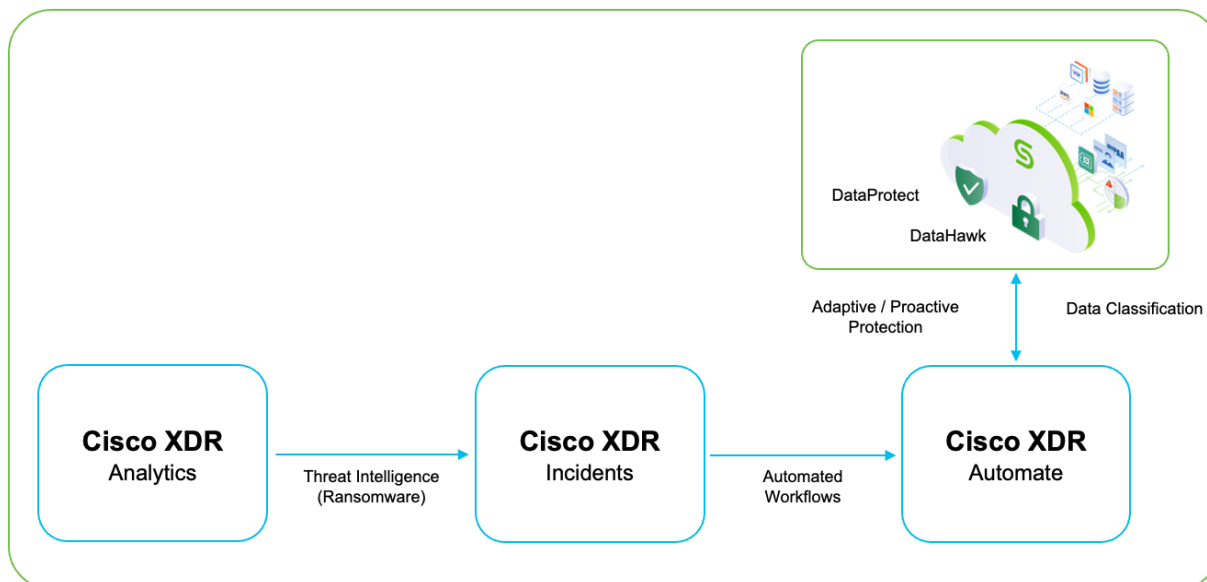 VM
DataProtect
DataHawk
Adaptive / Proactive
Protection
Data Classification
Cisco XDR
Analytics
Threat Intelligence
(Ransomware)
Cisco XDR
Incidents
Automated
Workflows
Cisco XDR
Automate